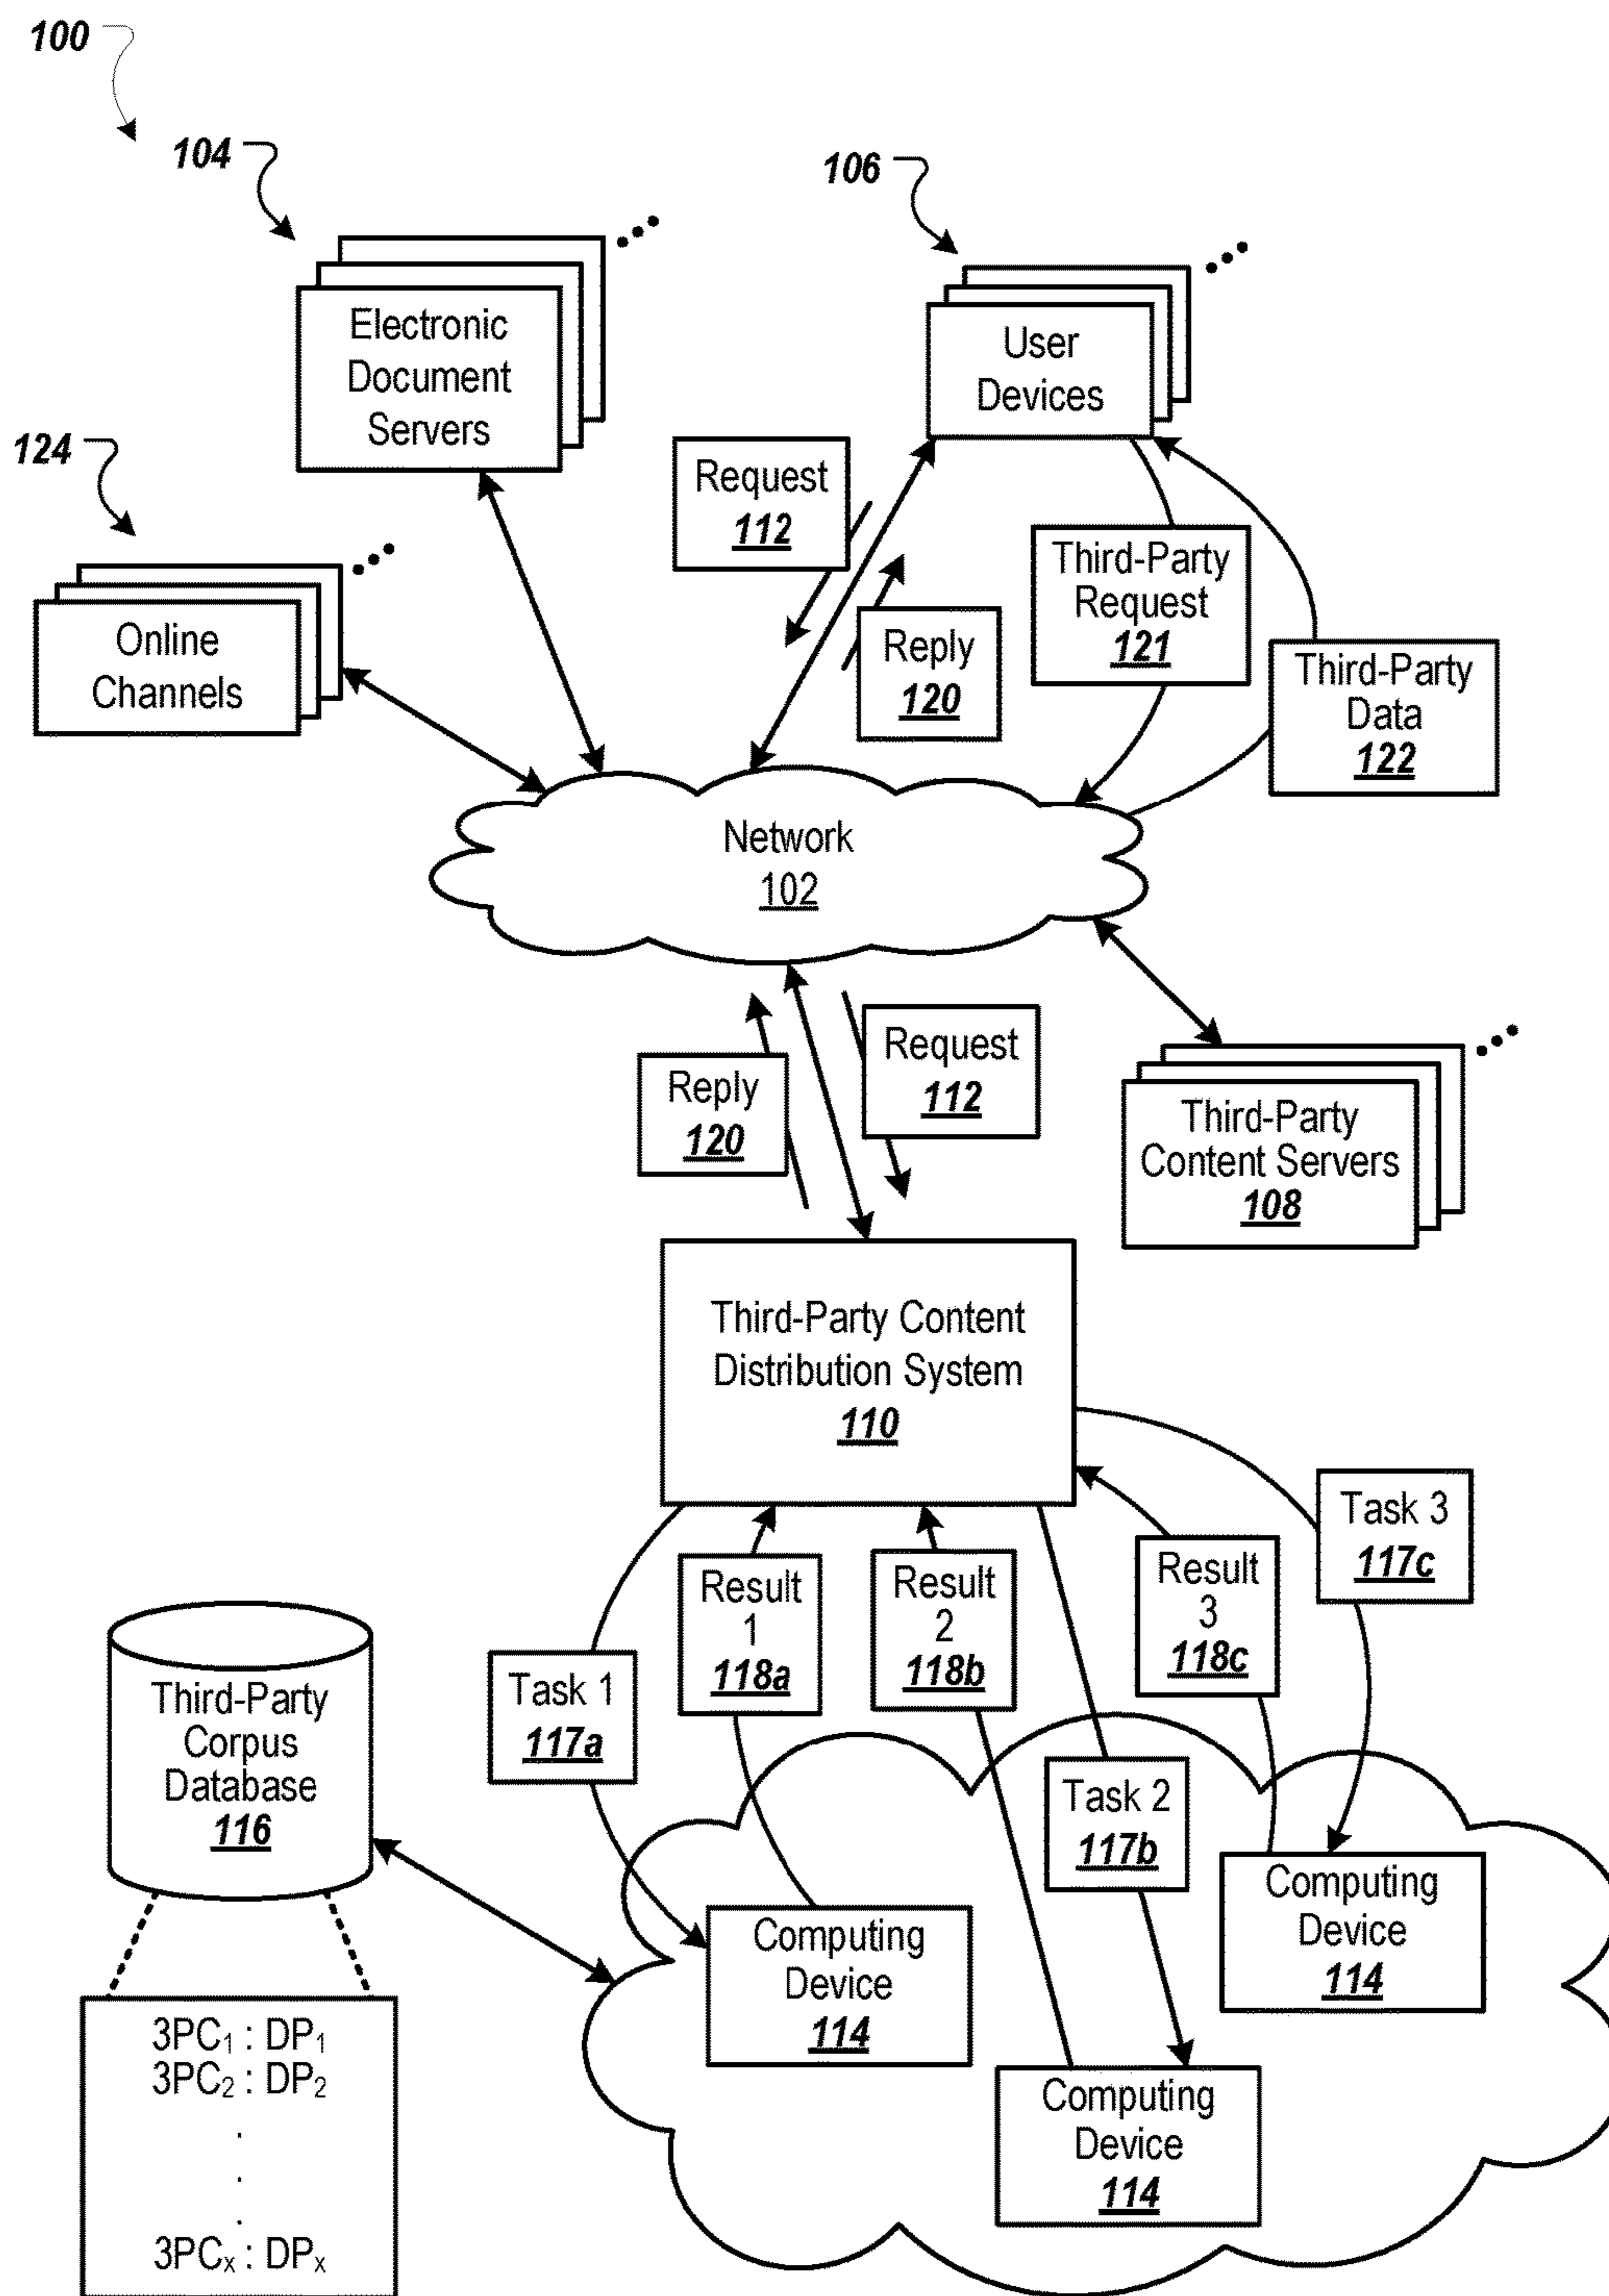 100
104
106
Electronic
Document
Servers
User
Devices
124
Request
112
Third-Party
Request
121
Online
Channels
Reply
120
Third-Party
Data
122
Network
102
Reply
120
Request
112
Third-Party
Content Servers
108
Third-Party Content
Distribution System
110
Task 3
117c
Result
1
118a
Result
2
118b
Result
3
118c
Task 1
117a
Third-Party
Corpus
Database
116
Task 2
117b
Computing
Device
114
Computing
Device
114
Computing
Device
114
3PC₁ : DP₁
3PC₂ : DP₂
.
.
.
3PCₓ : DPₓ